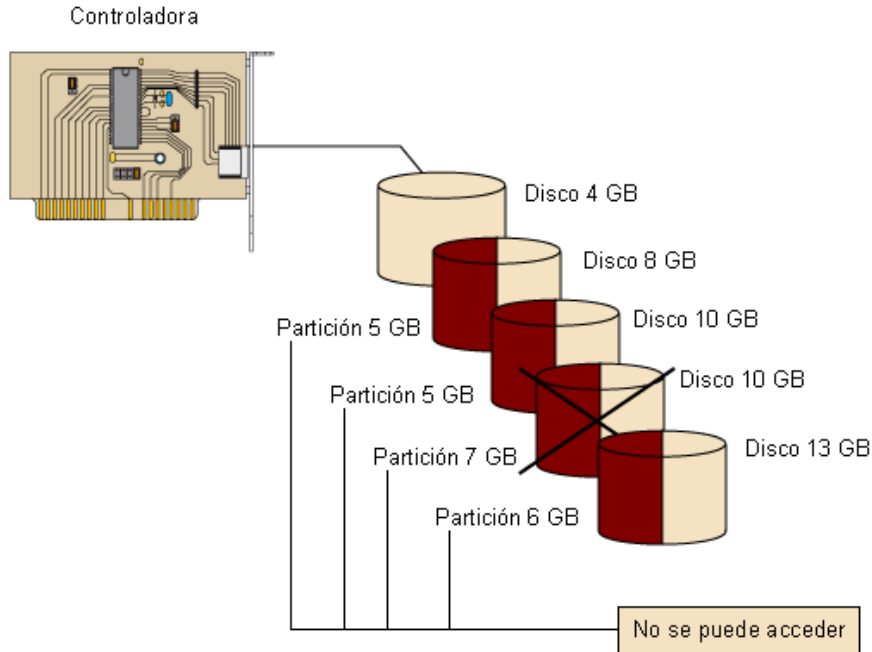 Controladora
Disco 4 GB
Disco 8 GB
Disco 10 GB
Partición 5 GB
Disco 10 GB
Partición 5 GB
Disco 13 GB
Partición 7 GB
Partición 6 GB
No se puede acceder